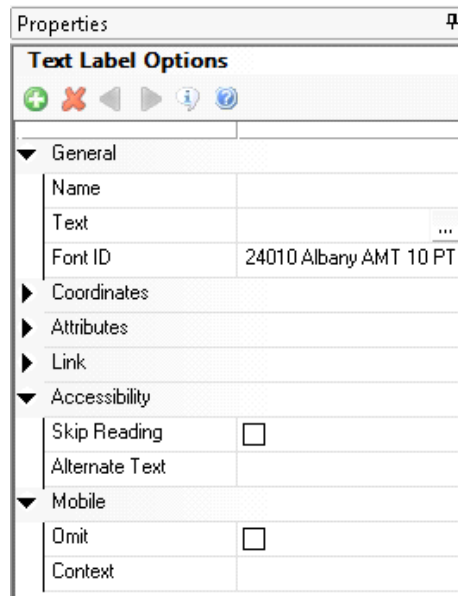 Properties
Text Label Options
General
Name
Text ...
Font ID 24010 Albany AMT 10 PT
Coordinates
Attributes
Link
Accessibility
Skip Reading
Alternate Text
Mobile
Omit
Context